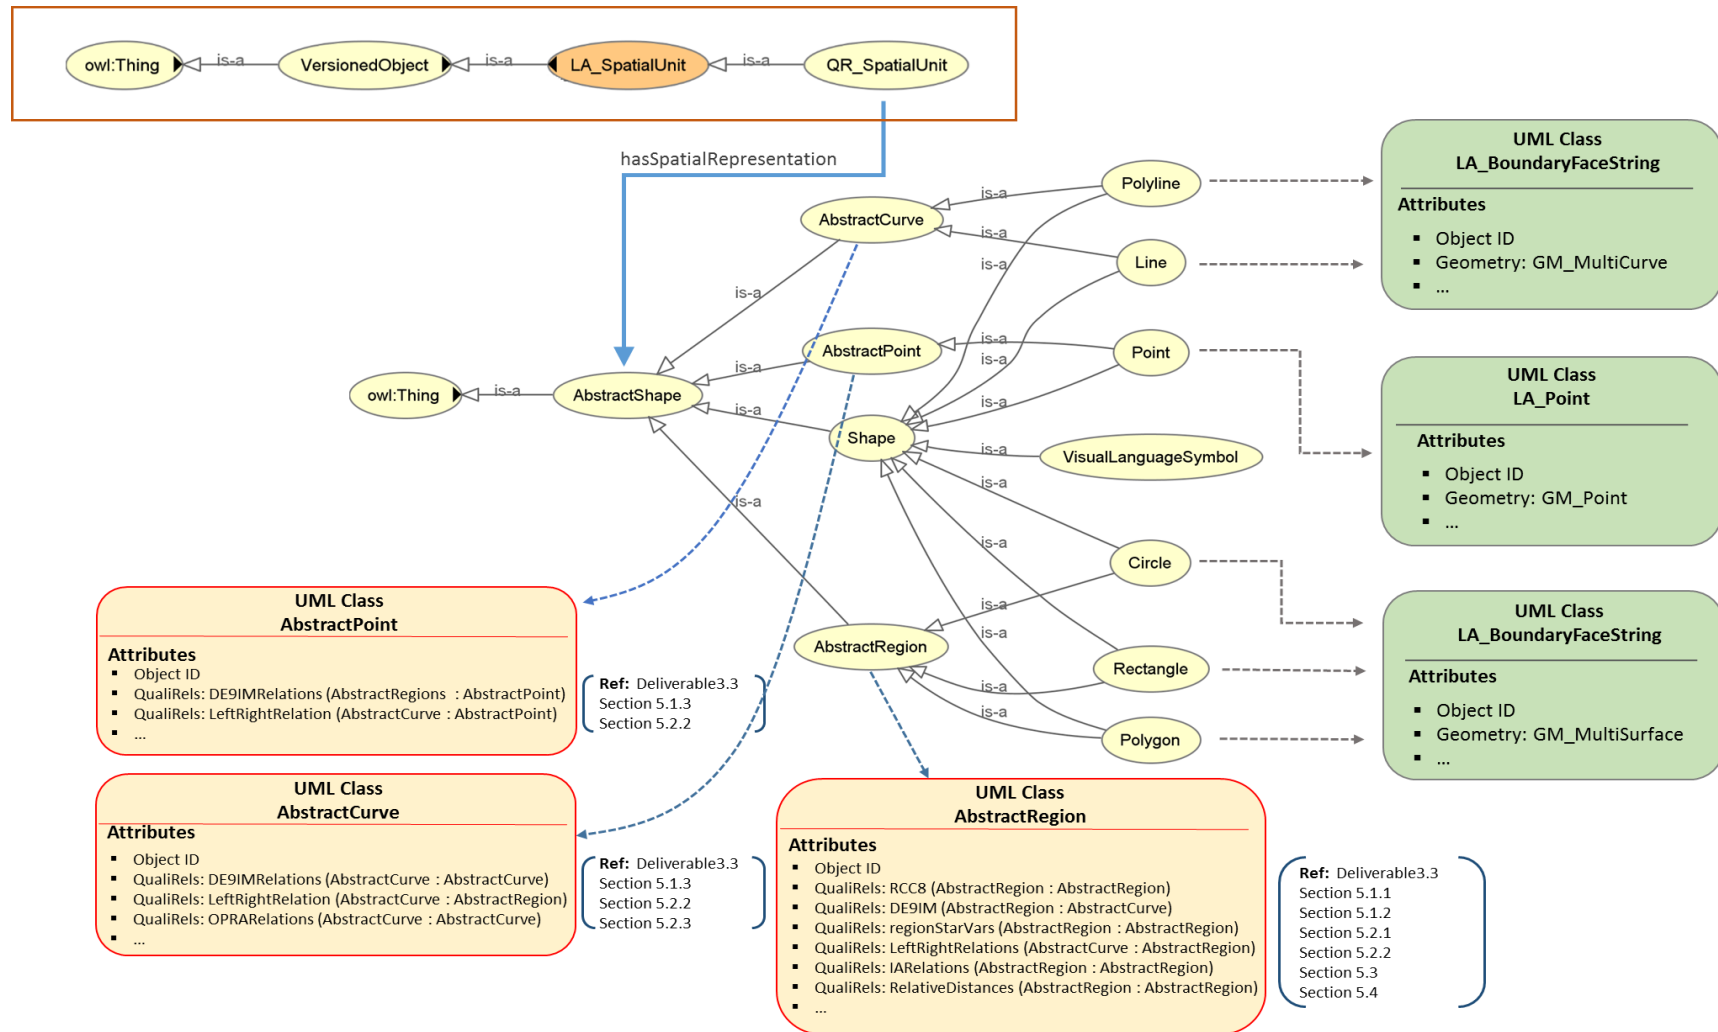 owl:Thing
is-a
VersionedObject
is-a
LA_SpatialUnit
is-a
QR_SpatialUnit
hasSpatialRepresentation
owl:Thing
is-a
AbstractShape
is-a
is-a
is-a
is-a
AbstractCurve
AbstractPoint
Shape
AbstractRegion
is-a
is-a
is-a
is-a
is-a
is-a
is-a
is-a
is-a
is-a
is-a
is-a
Polyline
Line
Point
VisualLanguageSymbol
Circle
Rectangle
Polygon
UML Class
LA_BoundaryFaceString
Attributes
▪ Object ID
▪ Geometry: GM_MultiCurve
▪ ...
UML Class
LA_Point
Attributes
▪ Object ID
▪ Geometry: GM_Point
▪ ...
UML Class
LA_BoundaryFaceString
Attributes
▪ Object ID
▪ Geometry: GM_MultiSurface
▪ ...
UML Class
AbstractPoint
Attributes
▪ Object ID
▪ QualiRels: DE9IMRelations (AbstractRegions : AbstractPoint)
▪ QualiRels: LeftRightRelation (AbstractCurve : AbstractPoint)
▪ ...
Ref: Deliverable3.3
Section 5.1.3
Section 5.2.2
UML Class
AbstractCurve
Attributes
▪ Object ID
▪ QualiRels: DE9IMRelations (AbstractCurve : AbstractCurve)
▪ QualiRels: LeftRightRelation (AbstractCurve : AbstractRegion)
▪ QualiRels: OPRARelations (AbstractCurve : AbstractCurve)
▪ ...
Ref: Deliverable3.3
Section 5.1.3
Section 5.2.2
Section 5.2.3
UML Class
AbstractRegion
Attributes
▪ Object ID
▪ QualiRels: RCC8 (AbstractRegion : AbstractRegion)
▪ QualiRels: DE9IM (AbstractRegion : AbstractCurve)
▪ QualiRels: regionStarVars (AbstractRegion : AbstractRegion)
▪ QualiRels: LeftRightRelations (AbstractCurve : AbstractRegion)
▪ QualiRels: IARelations (AbstractRegion : AbstractRegion)
▪ QualiRels: RelativeDistances (AbstractRegion : AbstractRegion)
▪ ...
Ref: Deliverable3.3
Section 5.1.1
Section 5.1.2
Section 5.2.1
Section 5.2.2
Section 5.3
Section 5.4